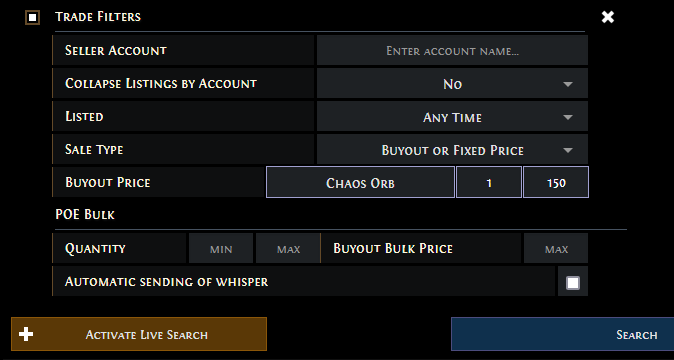 Trade Filters
Seller Account Enter account name...
Collapse Listings by Account No
Listed Any Time
Sale Type Buyout or Fixed Price
Buyout Price Chaos Orb 1 150
POE Bulk
Quantity min max Buyout Bulk Price max
Automatic sending of whisper
Activate Live Search Search